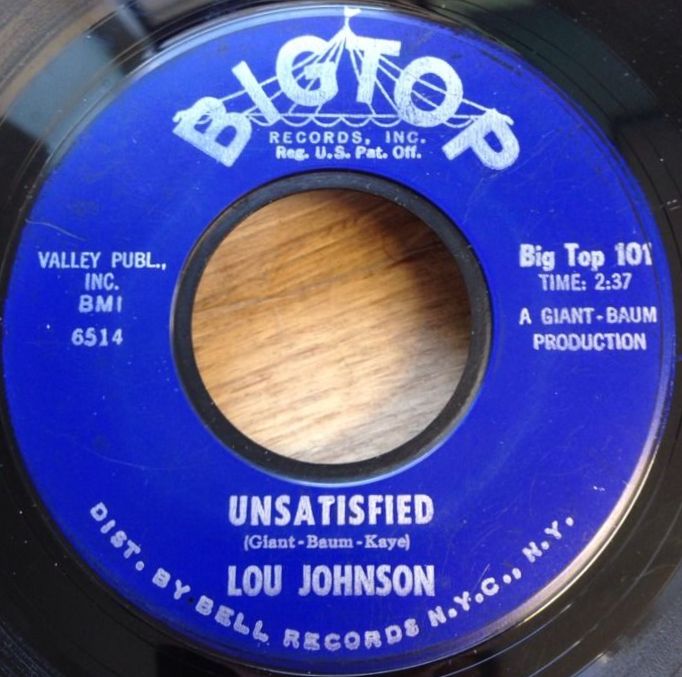 BIGTOP
RECORDS, INC.
Reg. U.S. Pat. Off.
VALLEY PUBL.,
INC.
BMI
6514
Big Top 101
TIME: 2:37
A GIANT-BAUM
PRODUCTION
UNSATISFIED
(Giant-Baum-Kaye)
LOU JOHNSON
DIST. BY BELL RECORDS N.Y.C., N.Y.